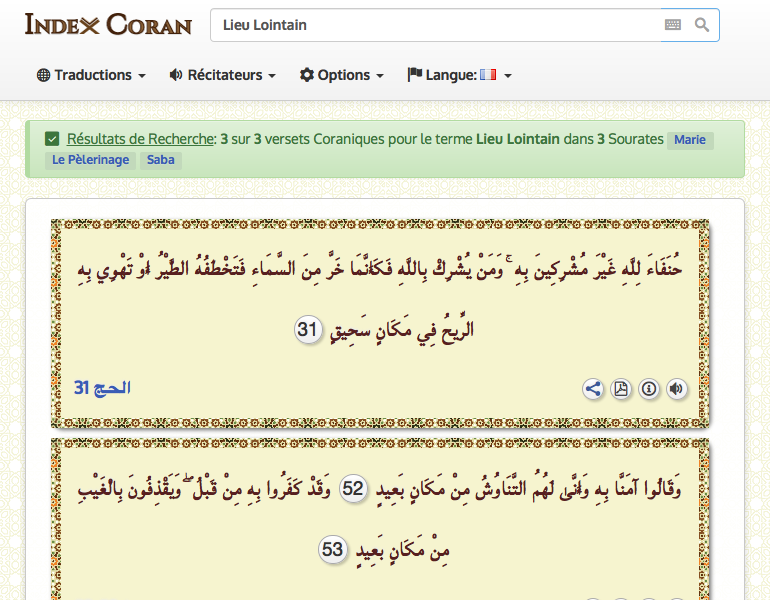 INDEX CORAN
Lieu Lointain
Traductions
Récitateurs
Options
Langue:
Résultats de Recherche: 3 sur 3 versets Coraniques pour le terme Lieu Lointain dans 3 Sourates Marie
Le Pèlerinage Saba
حُنَفَاءَ لِلَّهِ غَيْرَ مُشْرِكِينَ بِهِ ۚ وَمَنْ يُشْرِكْ بِاللَّهِ فَكَأَنَّمَا خَرَّ مِنَ السَّمَاءِ فَتَخْطَفُهُ الطَّيْرُ أَوْ تَهْوِي بِهِ
الرِّيحُ فِي مَكَانٍ سَحِيقٍ 31
الحج 31
وَقَالُوا آمَنَّا بِهِ وَأَنَّىٰ لَهُمُ التَّنَاوُشُ مِنْ مَكَانٍ بَعِيدٍ 52 وَقَدْ كَفَرُوا بِهِ مِنْ قَبْلُ ۖ وَيَقْذِفُونَ بِالْغَيْبِ
مِنْ مَكَانٍ بَعِيدٍ 53